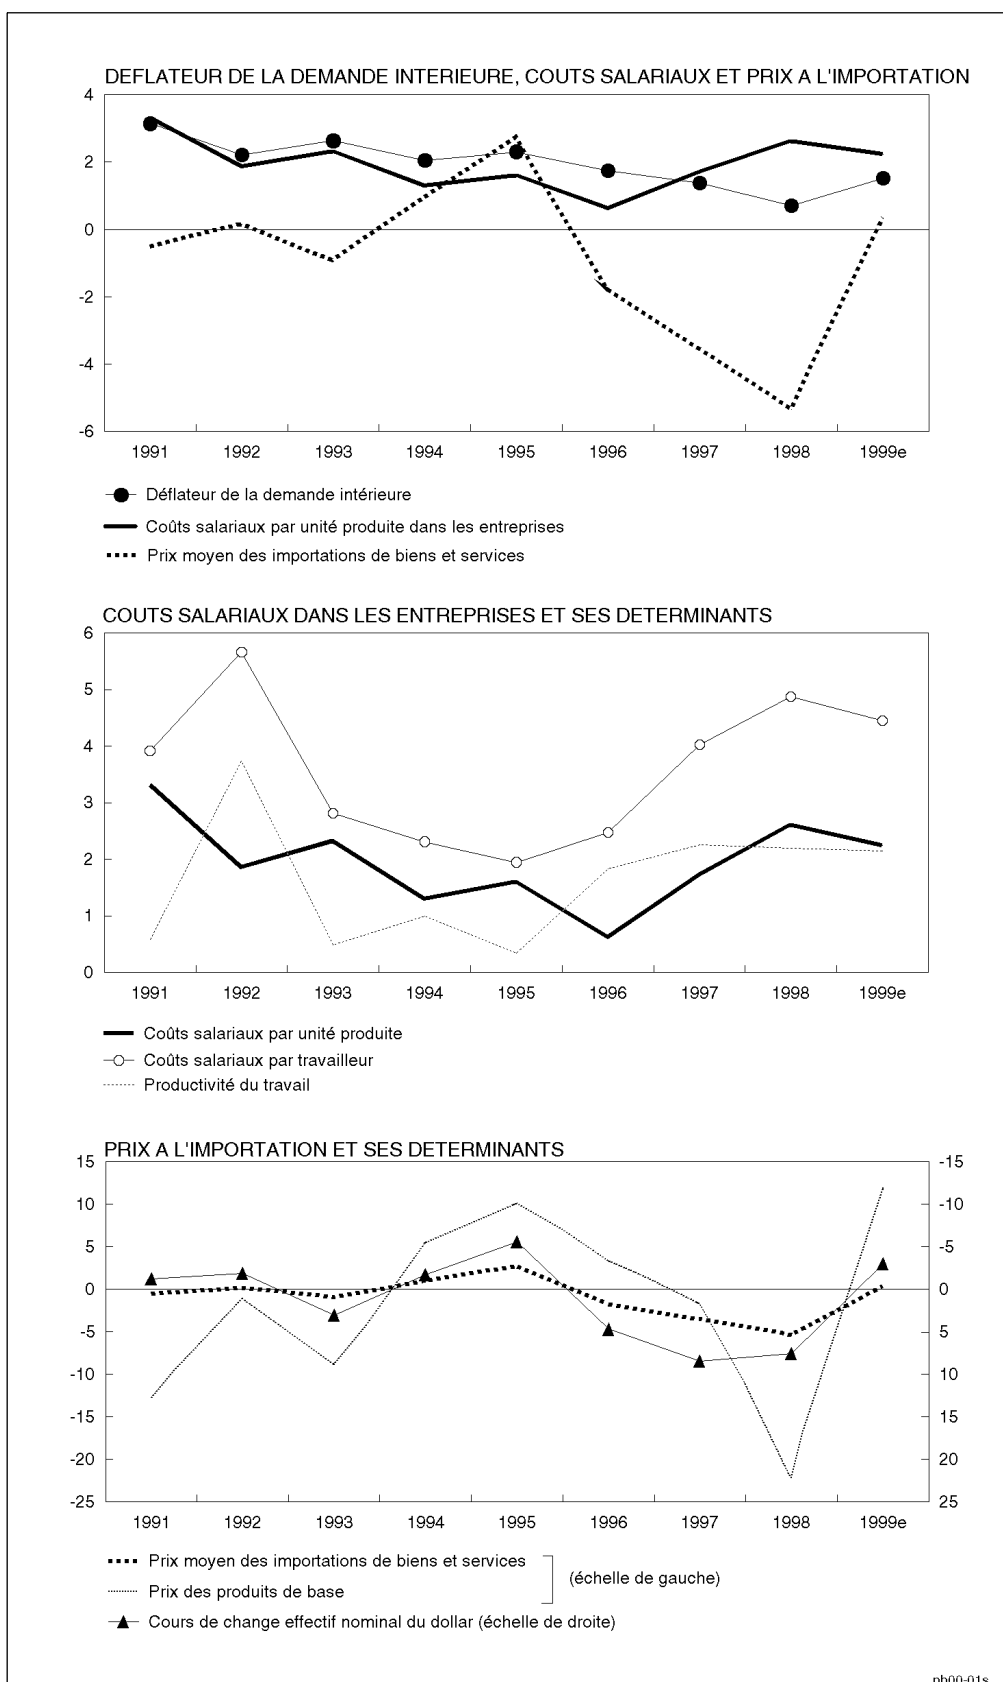 DEFLATEUR DE LA DEMANDE INTERIEURE, COUTS SALARIAUX ET PRIX A L'IMPORTATION
4
2
0
-2
-4
-6
1991 1992 1993 1994 1995 1996 1997 1998 1999e
Déflateur de la demande intérieure
Coûts salariaux par unité produite dans les entreprises
Prix moyen des importations de biens et services
COUTS SALARIAUX DANS LES ENTREPRISES ET SES DETERMINANTS
6
5
4
3
2
1
0
1991 1992 1993 1994 1995 1996 1997 1998 1999e
Coûts salariaux par unité produite
Coûts salariaux par travailleur
Productivité du travail
PRIX A L'IMPORTATION ET SES DETERMINANTS
15 -15
10 -10
5 -5
0 0
-5 5
-10 10
-15 15
-20 20
-25 25
1991 1992 1993 1994 1995 1996 1997 1998 1999e
Prix moyen des importations de biens et services
(échelle de gauche)
Prix des produits de base
Cours de change effectif nominal du dollar (échelle de droite)
pb00-01s